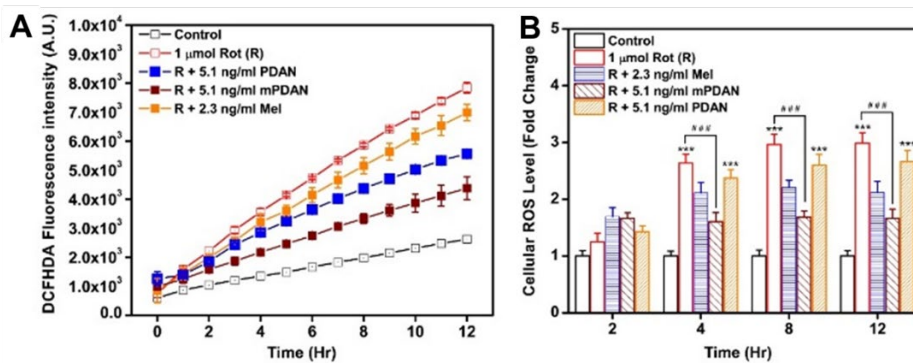 A
DCFHDA Fluorescence intensity (A.U.)
1.0x10⁴
9.0x10³
8.0x10³
7.0x10³
6.0x10³
5.0x10³
4.0x10³
3.0x10³
2.0x10³
1.0x10³
0.0
Control
1 μmol Rot (R)
R + 5.1 ng/ml PDAN
R + 5.1 ng/ml mPDAN
R + 2.3 ng/ml Mel
0 2 4 6 8 10 12
Time (Hr)
B
Cellular ROS Level (Fold Change)
5
4
3
2
1
0
Control
1 μmol Rot (R)
R + 2.3 ng/ml Mel
R + 5.1 ng/ml mPDAN
R + 5.1 ng/ml PDAN
### ### ###
*** *** *** *** *** ***
2 4 8 12
Time (Hr)